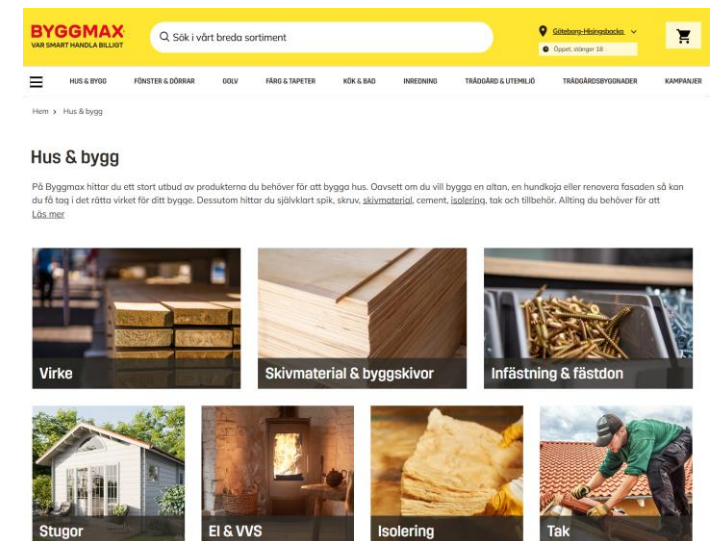 BYGGMAX
VAR SMART HANDLA BILLIGT
Sök i vårt breda sortiment
Göteborg-Hisingsbacka
Öppet, stänger 18
HUS & BYGG FÖNSTER & DÖRRAR GOLV FÄRG & TAPETER KÖK & BAD INREDNING TRÄDGÅRD & UTEMILJÖ TRÄDGÅRDSBYGGNADER KAMPANJER
Hem > Hus & bygg
Hus & bygg
På Byggmax hittar du ett stort utbud av produkterna du behöver för att bygga hus. Oavsett om du vill bygga en altan, en hundkoja eller renovera fasaden så kan
du få tag i det rätta virket för ditt bygge. Dessutom hittar du självklart spik, skruv, skivmaterial, cement, isolering, tak och tillbehör. Allting du behöver för att
Läs mer
Virke
Skivmaterial & byggskivor
Infästning & fästdon
Stugor
El & VVS
Isolering
Tak